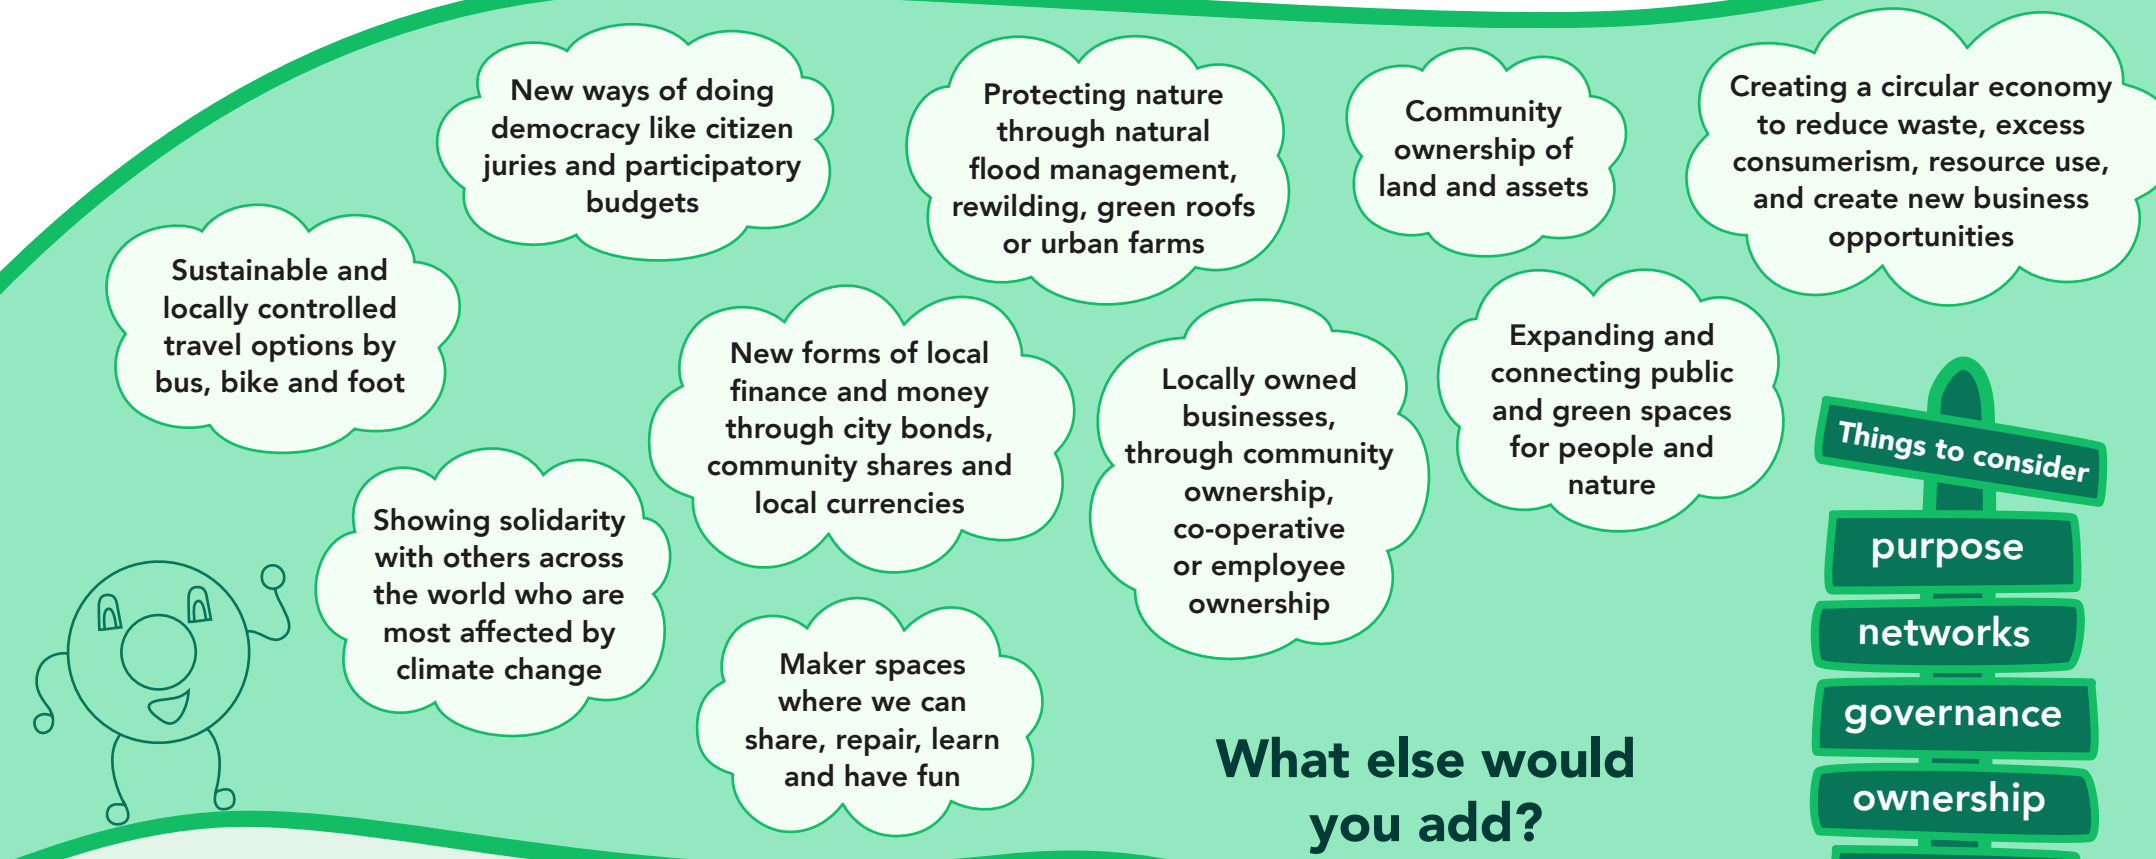 New ways of doing
democracy like citizen
juries and participatory
budgets
Protecting nature
through natural
flood management,
rewilding, green roofs
or urban farms
Community
ownership of
land and assets
Creating a circular economy
to reduce waste, excess
consumerism, resource use,
and create new business
opportunities
Sustainable and
locally controlled
travel options by
bus, bike and foot
New forms of local
finance and money
through city bonds,
community shares and
local currencies
Locally owned
businesses,
through community
ownership,
co-operative
or employee
ownership
Expanding and
connecting public
and green spaces
for people and
nature
Showing solidarity
with others across
the world who are
most affected by
climate change
Maker spaces
where we can
share, repair, learn
and have fun
What else would
you add?
Things to consider
purpose
networks
governance
ownership